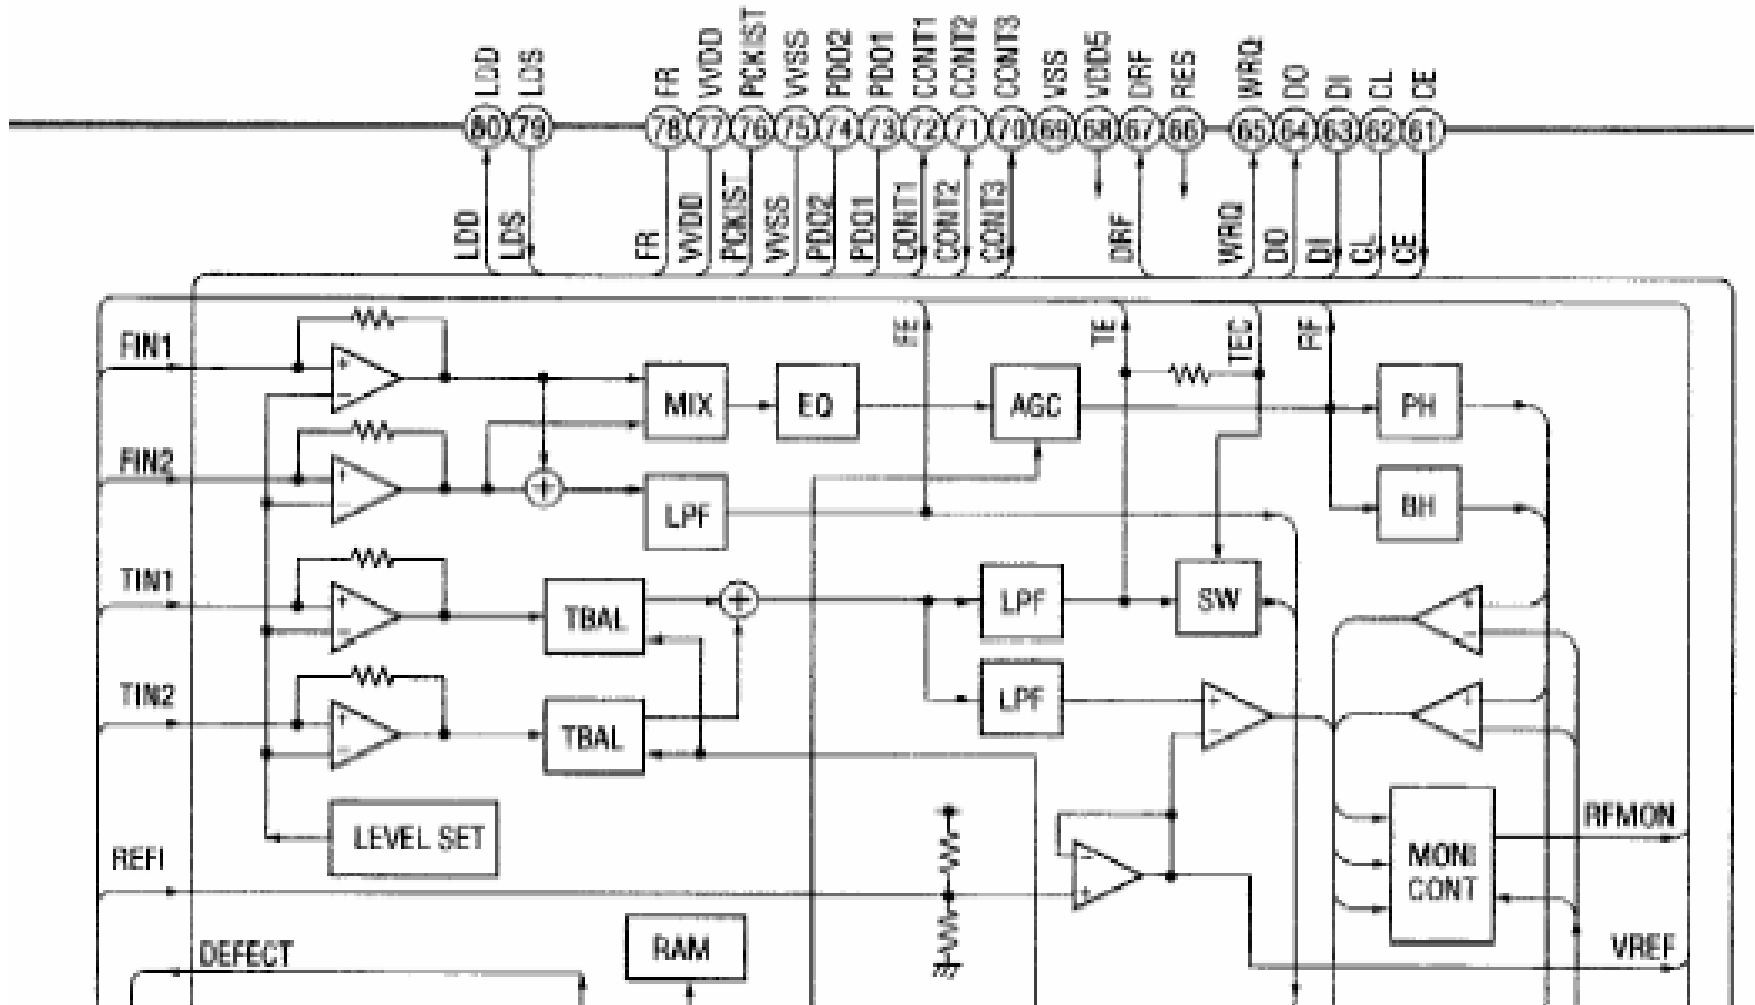 LDD LDS FR VVDD PCKIST VVSS PDO2 PDO1 CONT1 CONT2 CONT3 VSS VDD5 DRF RES WRQ DO DI CL CE
80 79 78 77 76 75 74 73 72 71 70 69 68 67 66 65 64 63 62 61
LDD LDS FR VVDD PCKIST VVSS PDO2 PDO1 CONT1 CONT2 CONT3 DRF WRQ DO DI CL CE
FE TE TEC RF
FIN1
+
−
MIX EQ AGC PH
FIN2
+
−
+
LPF BH
TIN1
+
−
TBAL + LPF SW
+
−
TIN2
+
−
TBAL LPF
+
−
+
−
LEVEL SET
RFMON
REFI
−
+
MONI
CONT
DEFECT RAM VREF